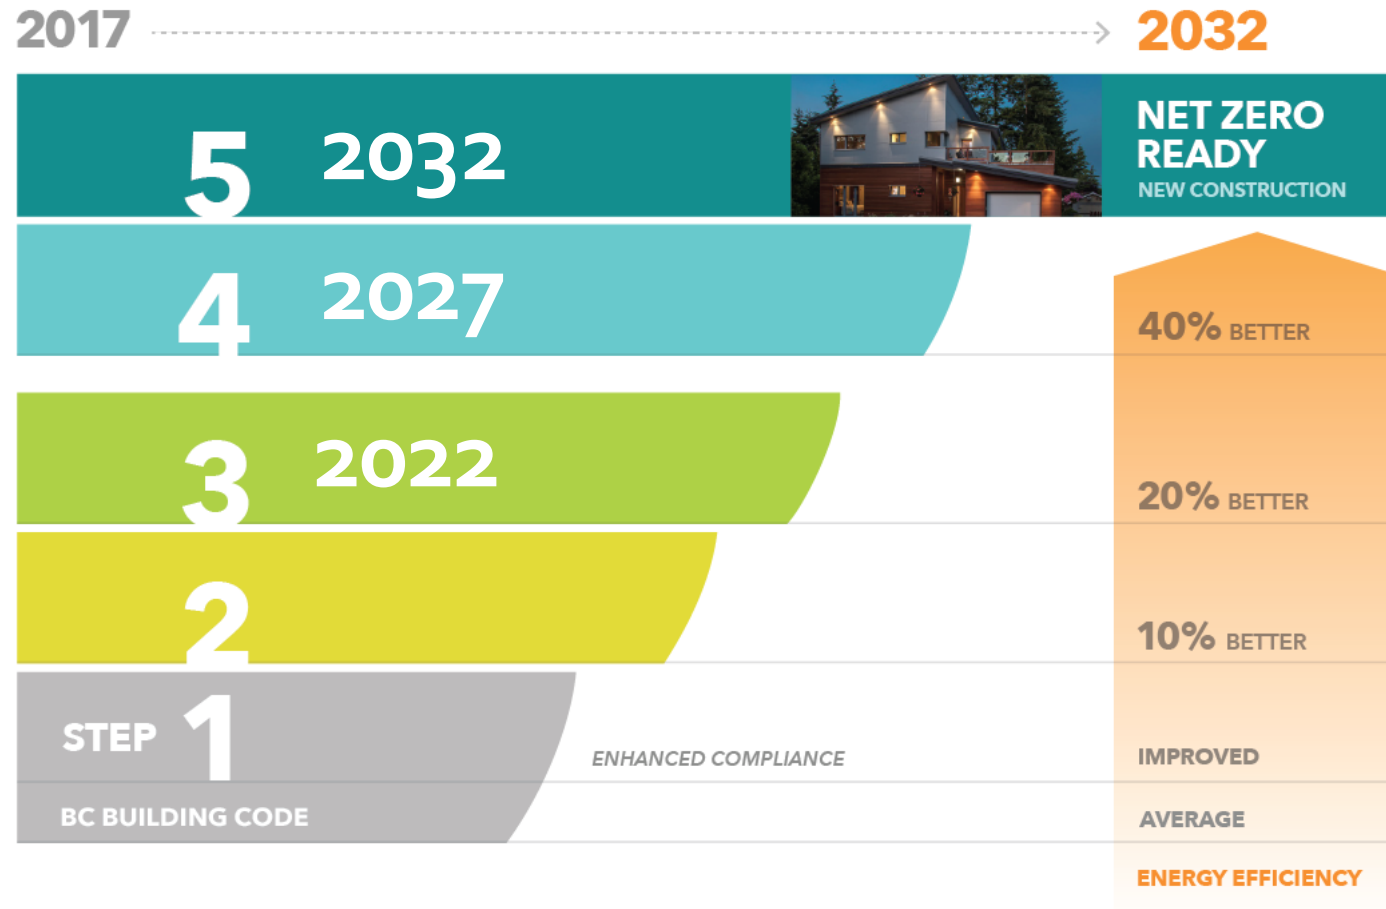 2017
2032
5 2032
NET ZERO
READY
NEW CONSTRUCTION
4 2027
40% BETTER
3 2022
20% BETTER
2
10% BETTER
STEP 1
ENHANCED COMPLIANCE
IMPROVED
BC BUILDING CODE
AVERAGE
ENERGY EFFICIENCY